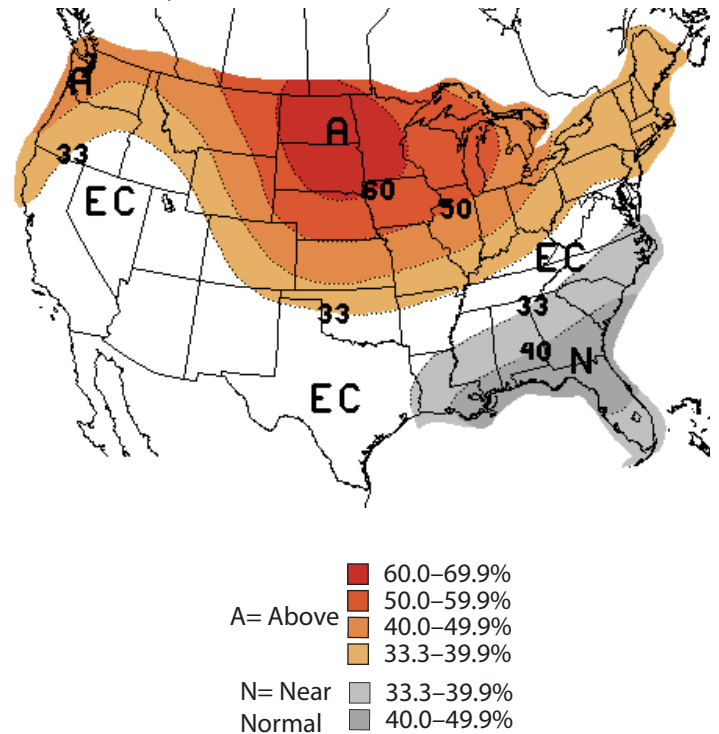 A
A
33
60
50
EC
EC
33
33
40
N
EC
60.0–69.9%
50.0–59.9%
A= Above
40.0–49.9%
33.3–39.9%
N= Near
Normal
33.3–39.9%
40.0–49.9%